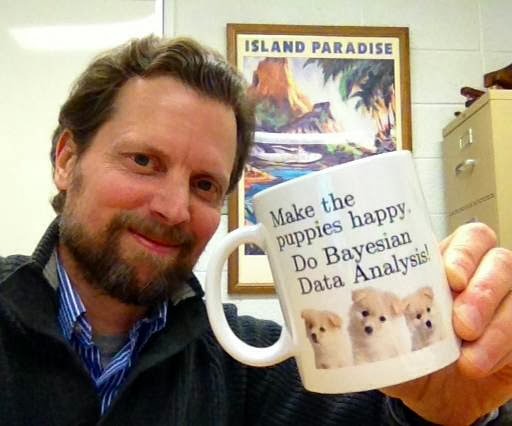 ISLAND PARADISE
Make the
puppies happy.
Do Bayesian
Data Analysis!